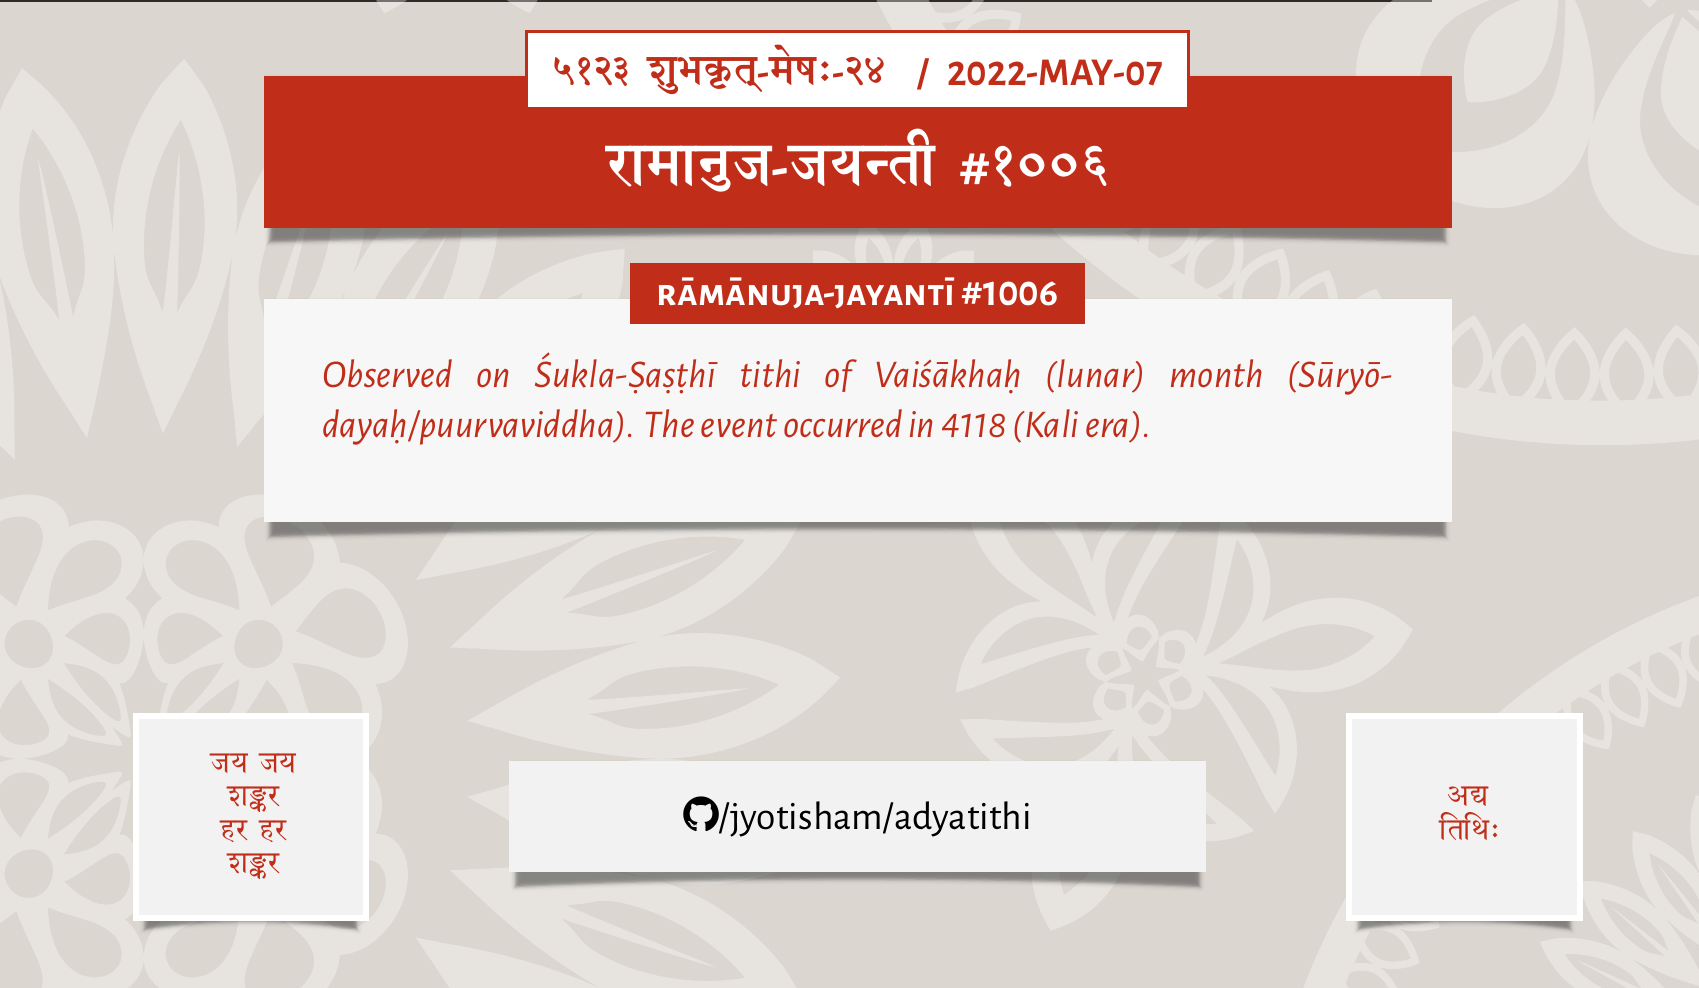 ५१२३ शुभकृत्-मेषः-२४ / 2022-MAY-07
रामानुज-जयन्ती #१००६
RĀMĀNUJA-JAYANTĪ #1006
Observed on Śukla-Ṣaṣṭhī tithi of Vaiśākhaḥ (lunar) month (Sūryō-
dayaḥ/puurvaviddha). The event occurred in 4118 (Kali era).
जय जय
शङ्कर
हर हर
शङ्कर
/jyotisham/adyatithi
अद्य
तिथिः